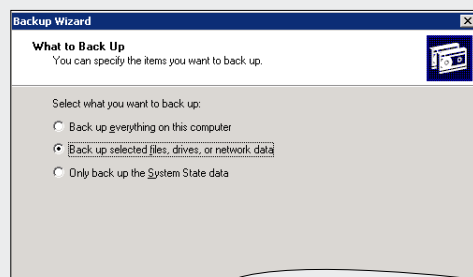 Backup Wizard
What to Back Up
You can specify the items you want to back up.
Select what you want to back up:
Back up everything on this computer
Back up selected files, drives, or network data
Only back up the System State data